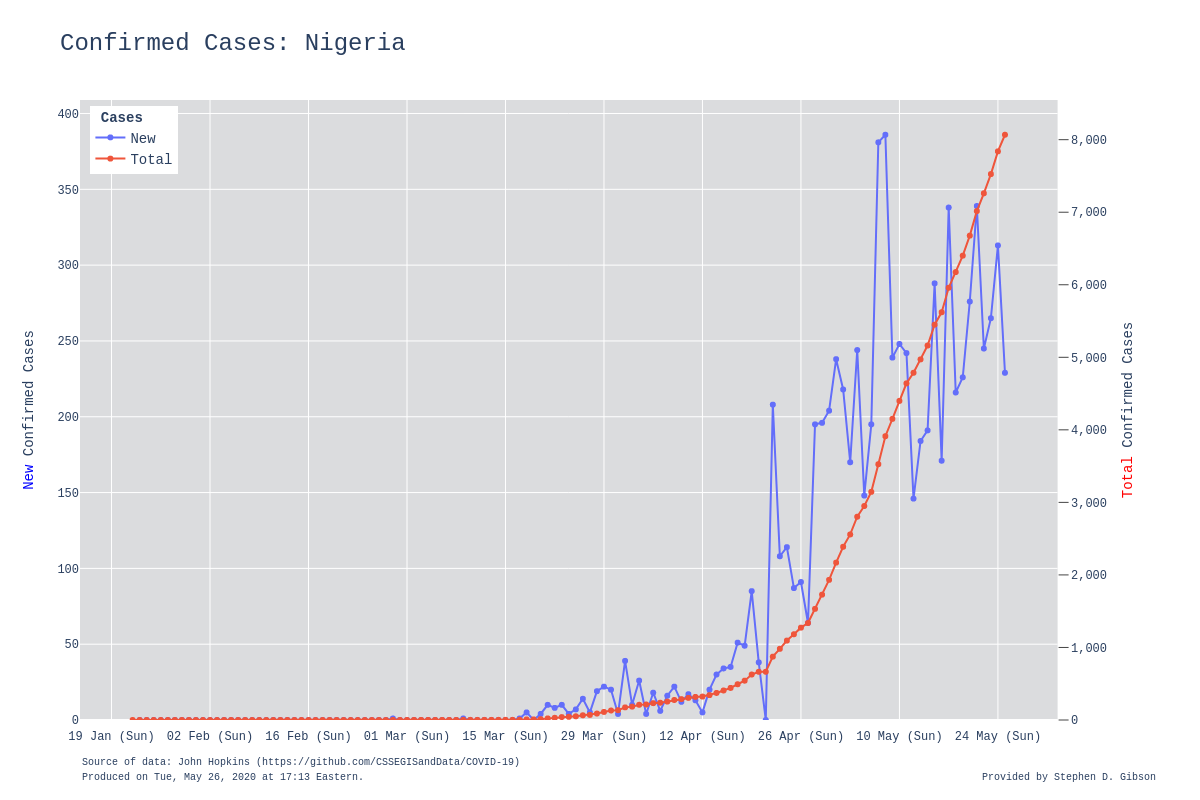 Confirmed Cases: Nigeria
Cases
New
Total
400
350
300
250
200
150
100
50
0
8,000
7,000
6,000
5,000
4,000
3,000
2,000
1,000
0
New Confirmed Cases
Total Confirmed Cases
19 Jan (Sun) 02 Feb (Sun) 16 Feb (Sun) 01 Mar (Sun) 15 Mar (Sun) 29 Mar (Sun) 12 Apr (Sun) 26 Apr (Sun) 10 May (Sun) 24 May (Sun)
Source of data: John Hopkins (https://github.com/CSSEGISandData/COVID-19)
Produced on Tue, May 26, 2020 at 17:13 Eastern.
Provided by Stephen D. Gibson